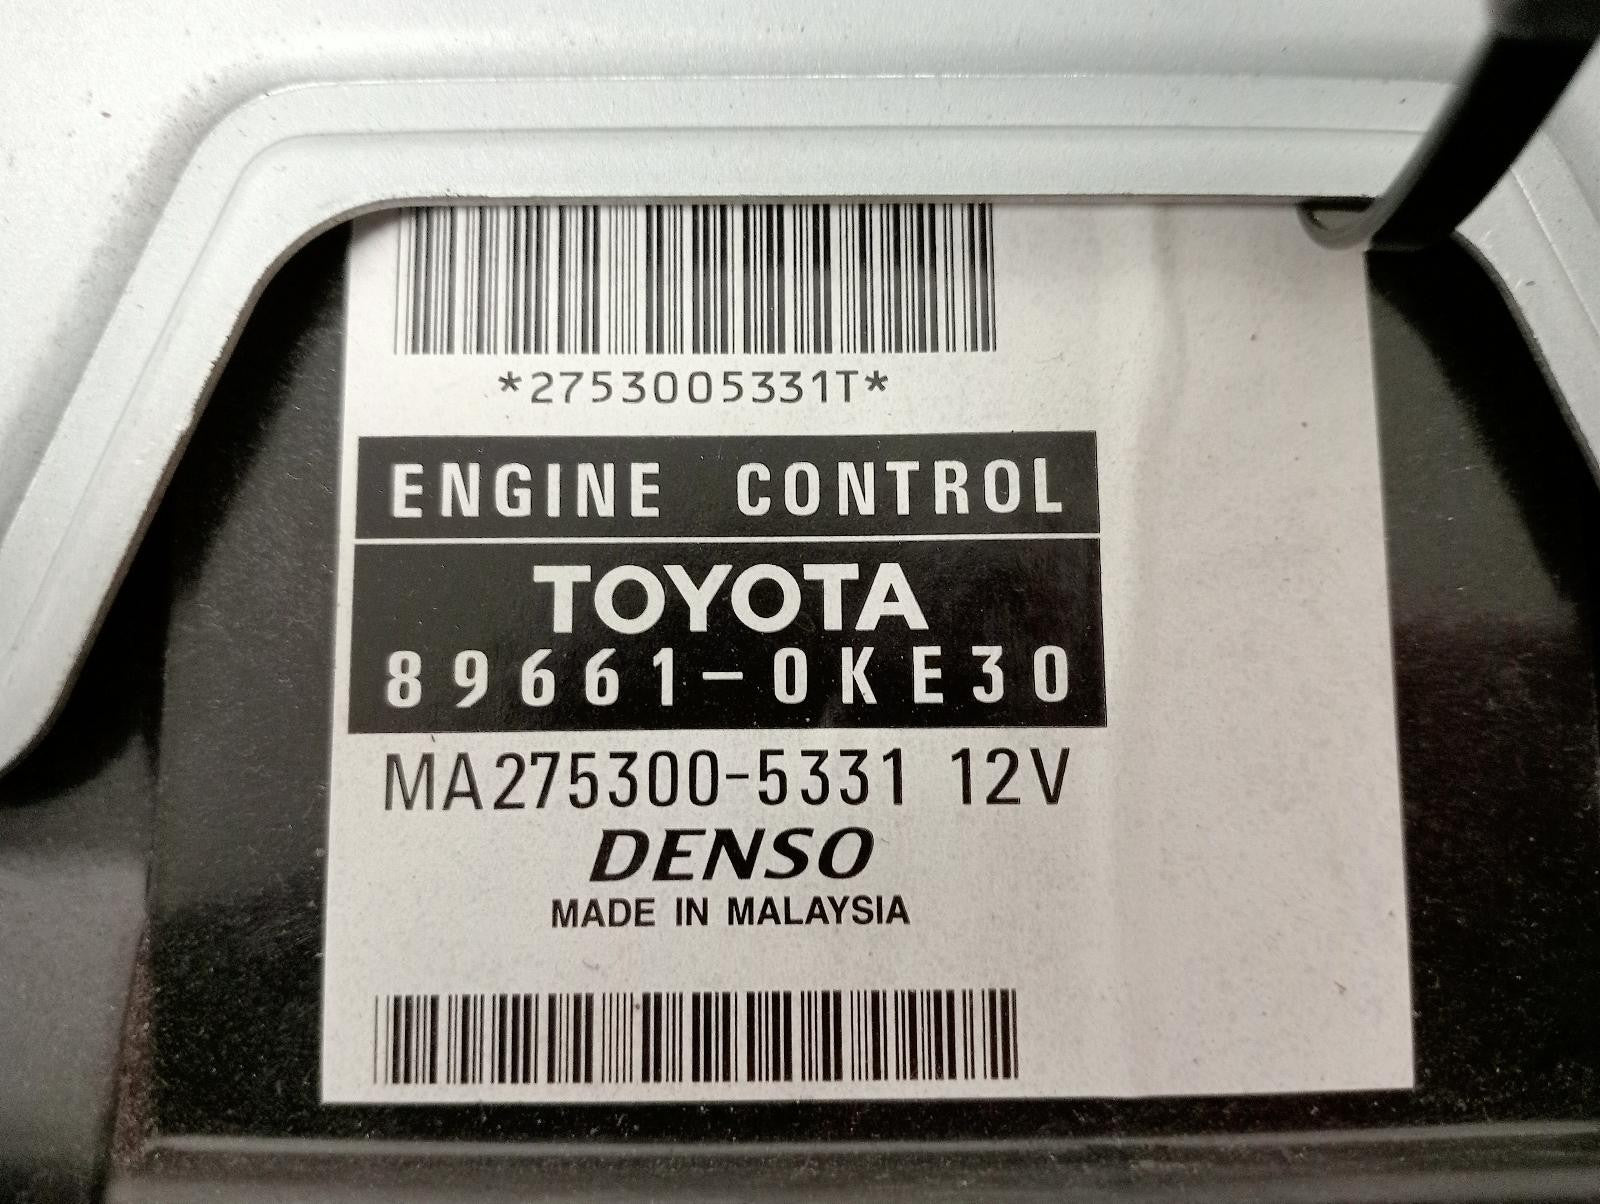 *2753005331T*
ENGINE CONTROL
TOYOTA
89661-0KE30
MA275300-5331 12V
DENSO
MADE IN MALAYSIA